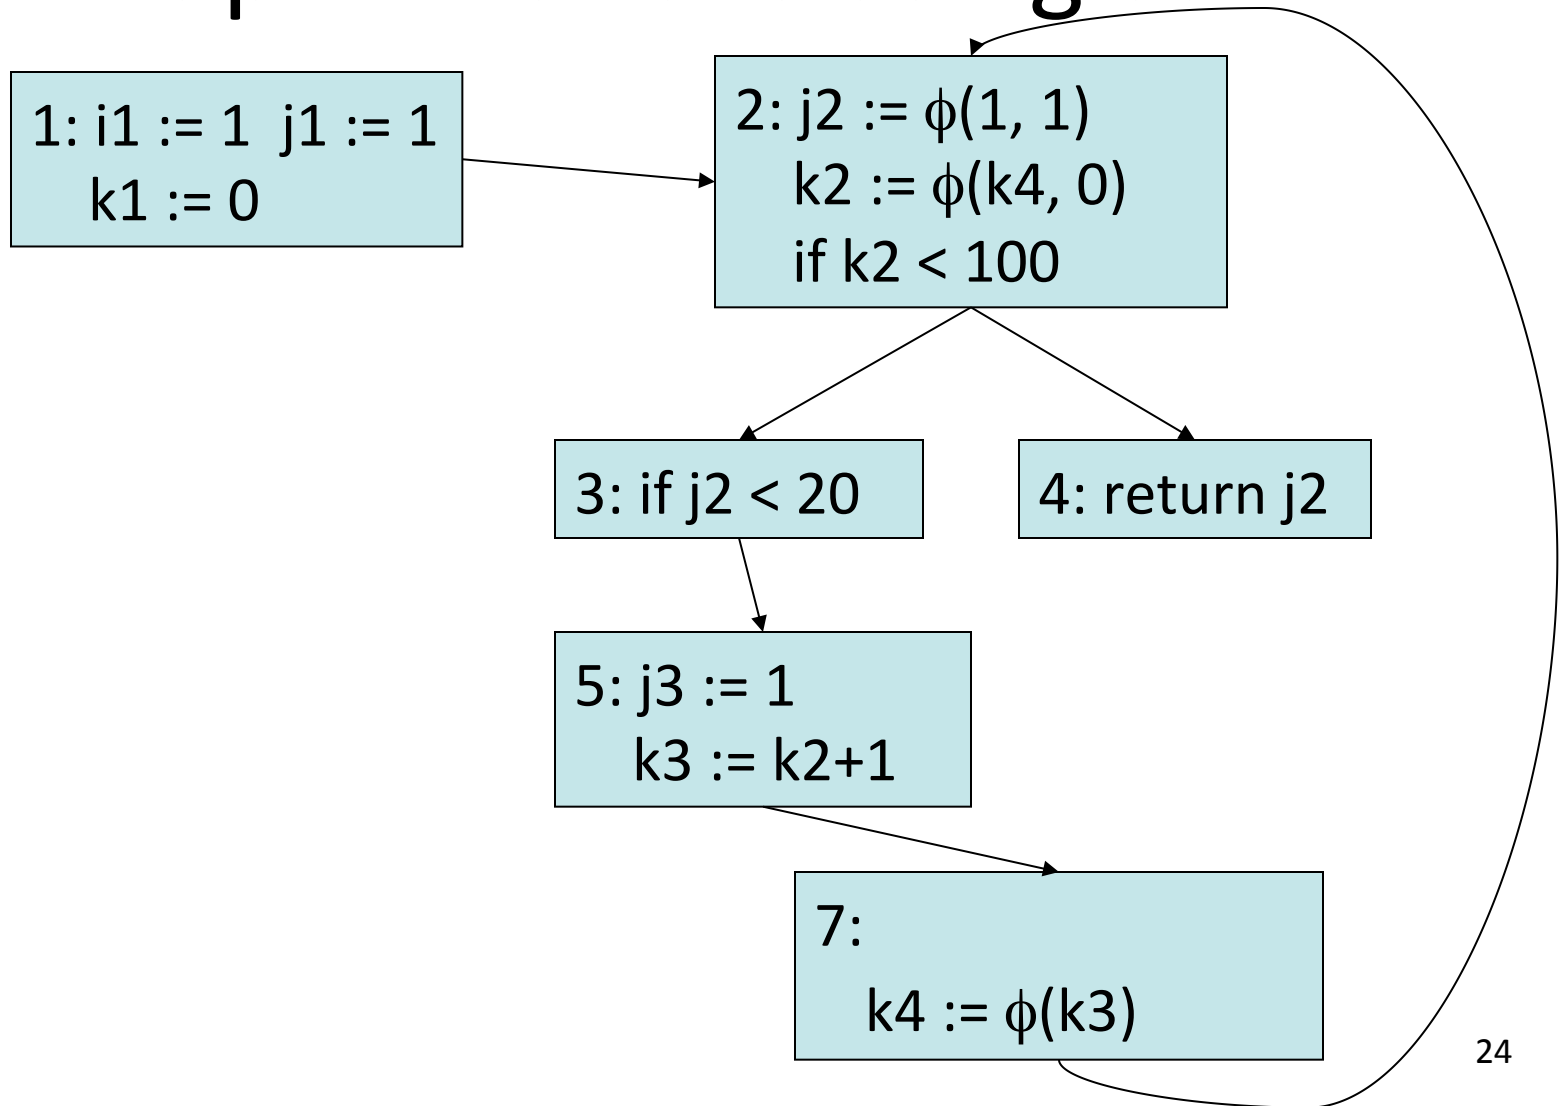 1: i1 := 1 j1 := 1
k1 := 0
2: j2 := ϕ(1, 1)
k2 := ϕ(k4, 0)
if k2 < 100
3: if j2 < 20
4: return j2
5: j3 := 1
k3 := k2+1
7:
k4 := ϕ(k3)
24